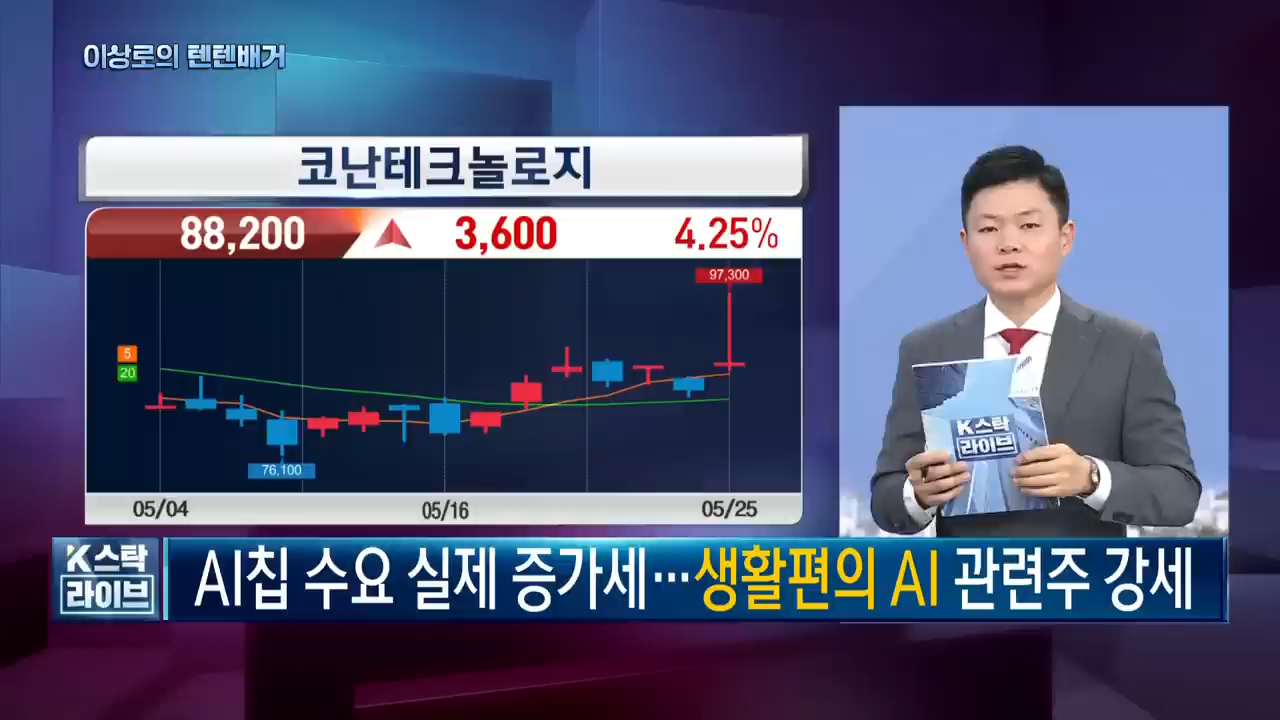 이상로의 텐텐배거
코난테크놀로지
88,200 ▲ 3,600 4.25%
97,300
5
20
76,100
05/04 05/16 05/25
K스탁
라이브
K스탁
라이브
AI칩 수요 실제 증가세…생활편의 AI 관련주 강세